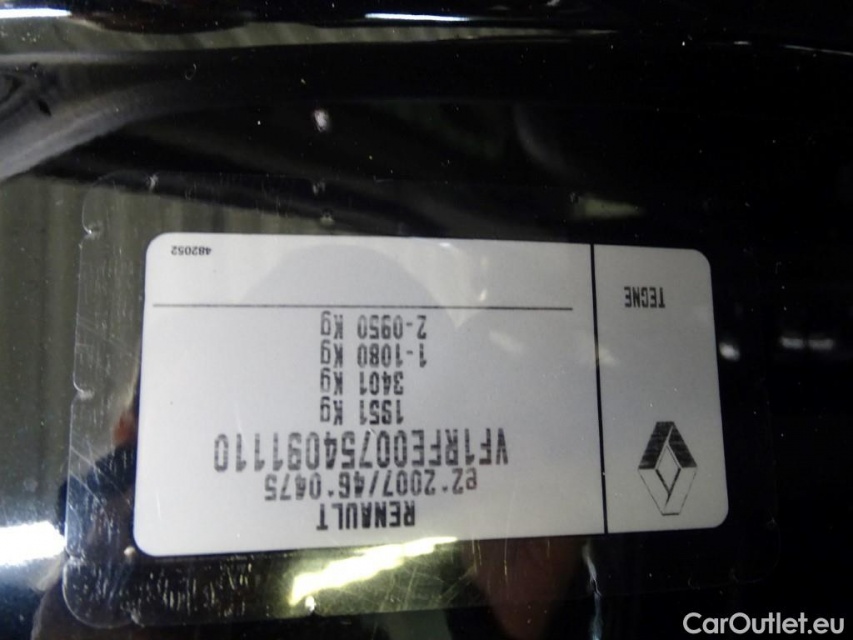 RENAULT
e2*2007/46*0475
VF1RFE00754091110
1951 Kg
3401 Kg
1-1080 Kg
2-0950 Kg
482052
TEGNE
CarOutlet.eu